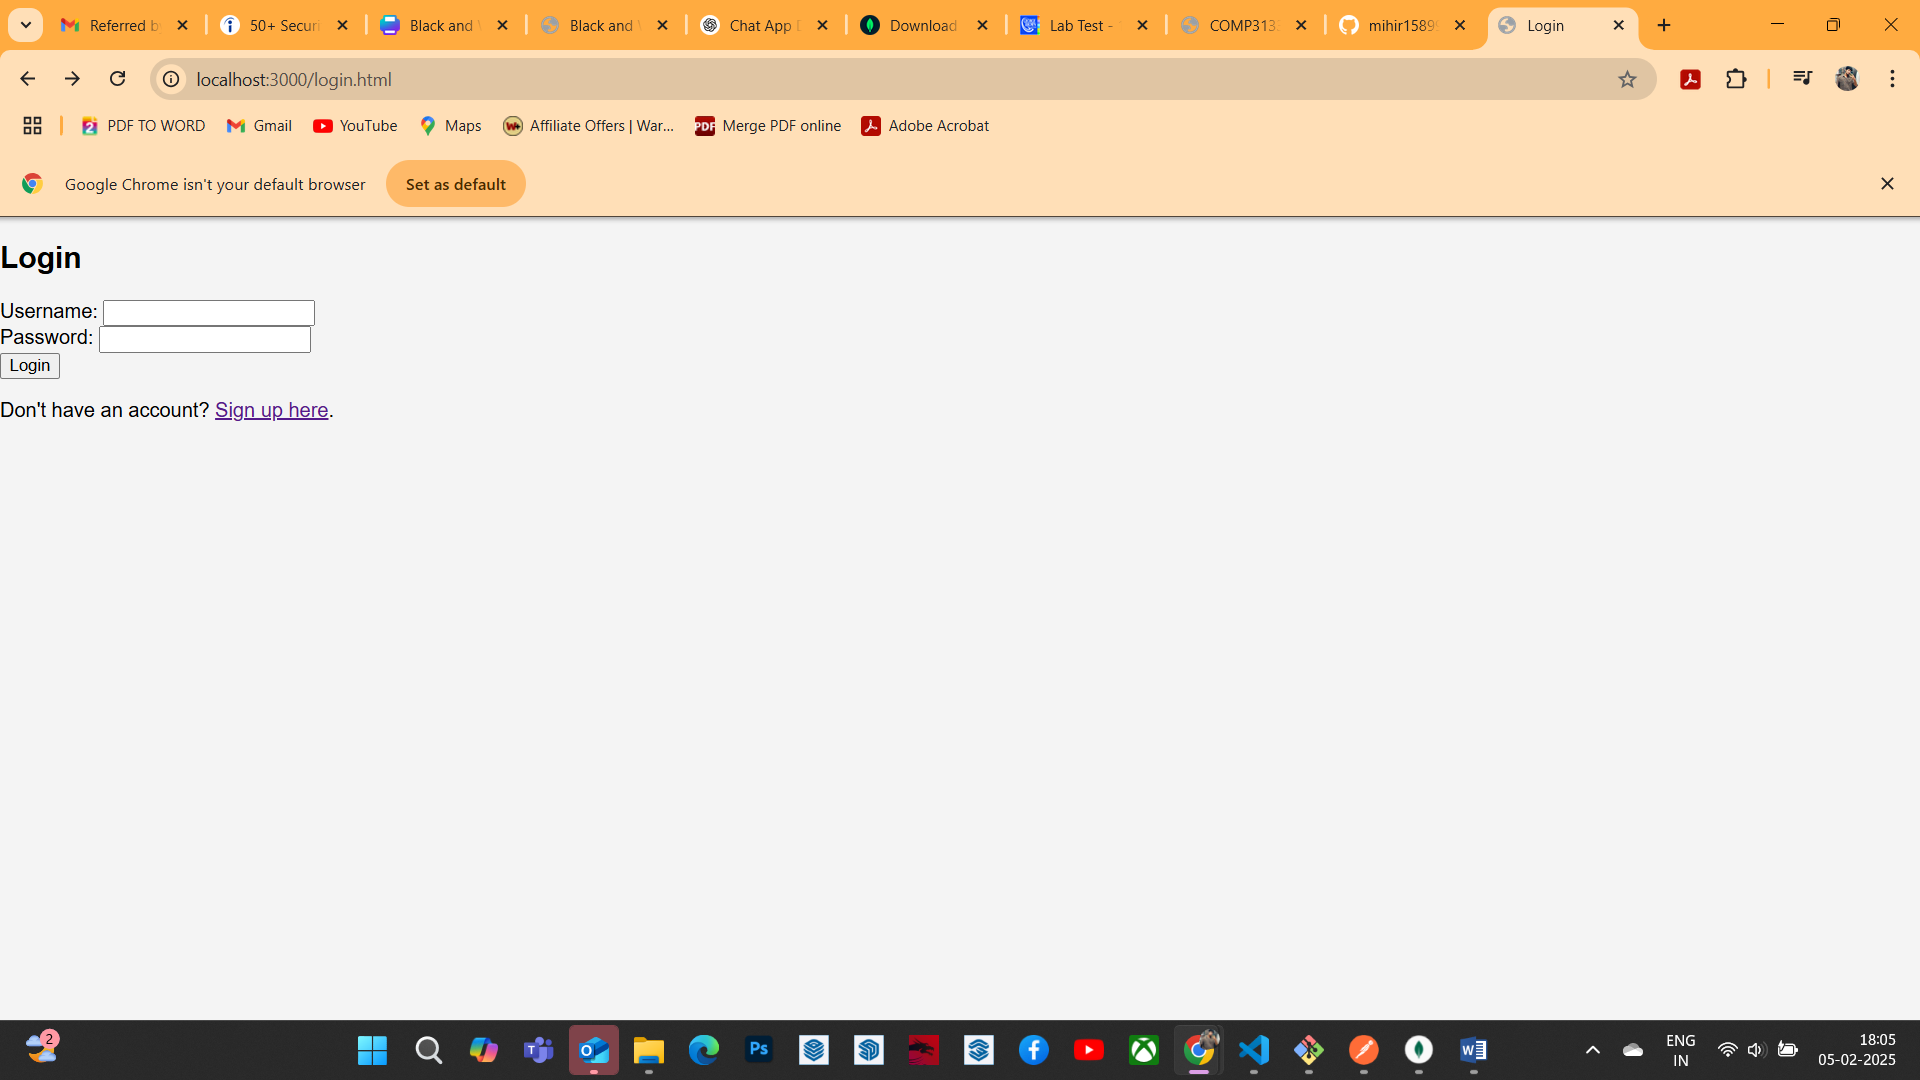 Referred b
50+ Securi
Black and
Black and
Chat App
Download
Lab Test -
COMP313
mihir1589
Login
localhost:3000/login.html
PDF TO WORD
Gmail
YouTube
Maps
Affiliate Offers | War...
PDF
Merge PDF online
Adobe Acrobat
Google Chrome isn't your default browser
Set as default
Login
Username:
Password:
Login
Don't have an account? Sign up here.
2
Ps
ENG
IN
18:05
05-02-2025